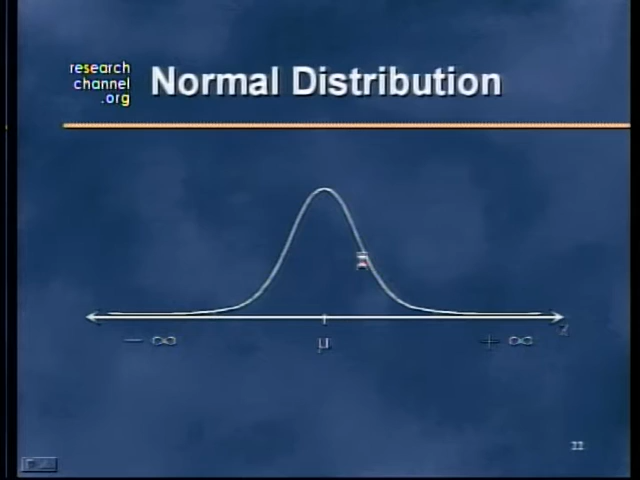 research
channel
.org
Normal Distribution
− ∞
μ
+ ∞
22